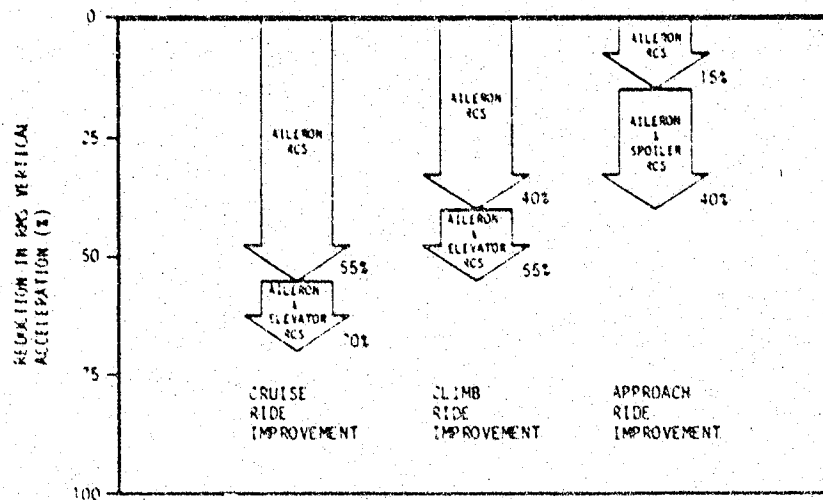 0
25
50
75
100
REDUCTION IN RMS VERTICAL
ACCELERATION (%)
AILERON
RCS
55%
AILERON
&
ELEVATOR
RCS
70%
CRUISE
RIDE
IMPROVEMENT
AILERON
RCS
40%
AILERON
&
ELEVATOR
RCS
55%
CLIMB
RIDE
IMPROVEMENT
AILERON
RCS
15%
AILERON
&
SPOILER
RCS
40%
APPROACH
RIDE
IMPROVEMENT